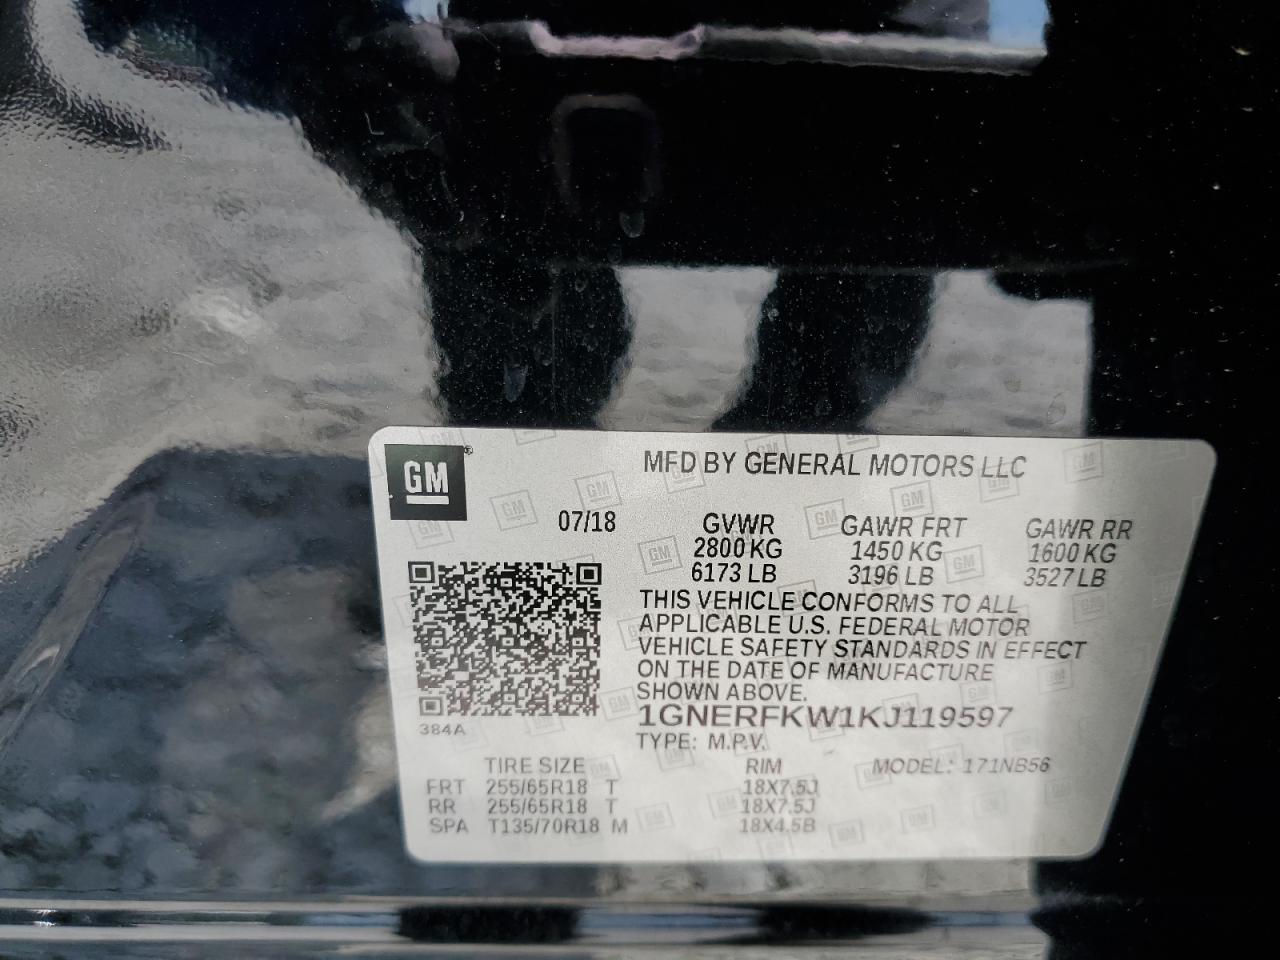 GM
MFD BY GENERAL MOTORS LLC
07/18 GVWR GAWR FRT GAWR RR
2800 KG 1450 KG 1600 KG
6173 LB 3196 LB 3527 LB
THIS VEHICLE CONFORMS TO ALL
APPLICABLE U.S. FEDERAL MOTOR
VEHICLE SAFETY STANDARDS IN EFFECT
ON THE DATE OF MANUFACTURE
SHOWN ABOVE.
1GNERFKW1KJ119597
384A
TYPE: M.P.V.
TIRE SIZE RIM MODEL: 171NB56
FRT 255/65R18 T 18X7.5J
RR 255/65R18 T 18X7.5J
SPA T135/70R18 M 18X4.5B